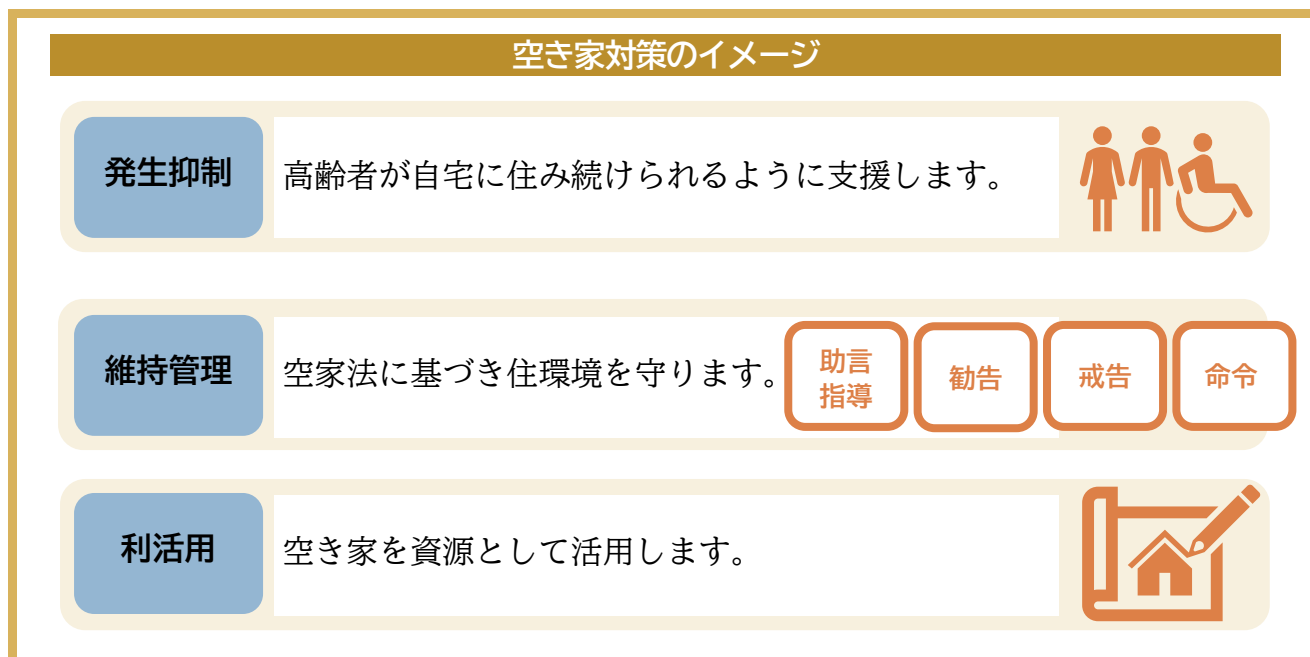 空き家対策のイメージ
発生抑制
高齢者が自宅に住み続けられるように支援します。
維持管理
空家法に基づき住環境を守ります。
助言
指導
勧告
戒告
命令
利活用
空き家を資源として活用します。